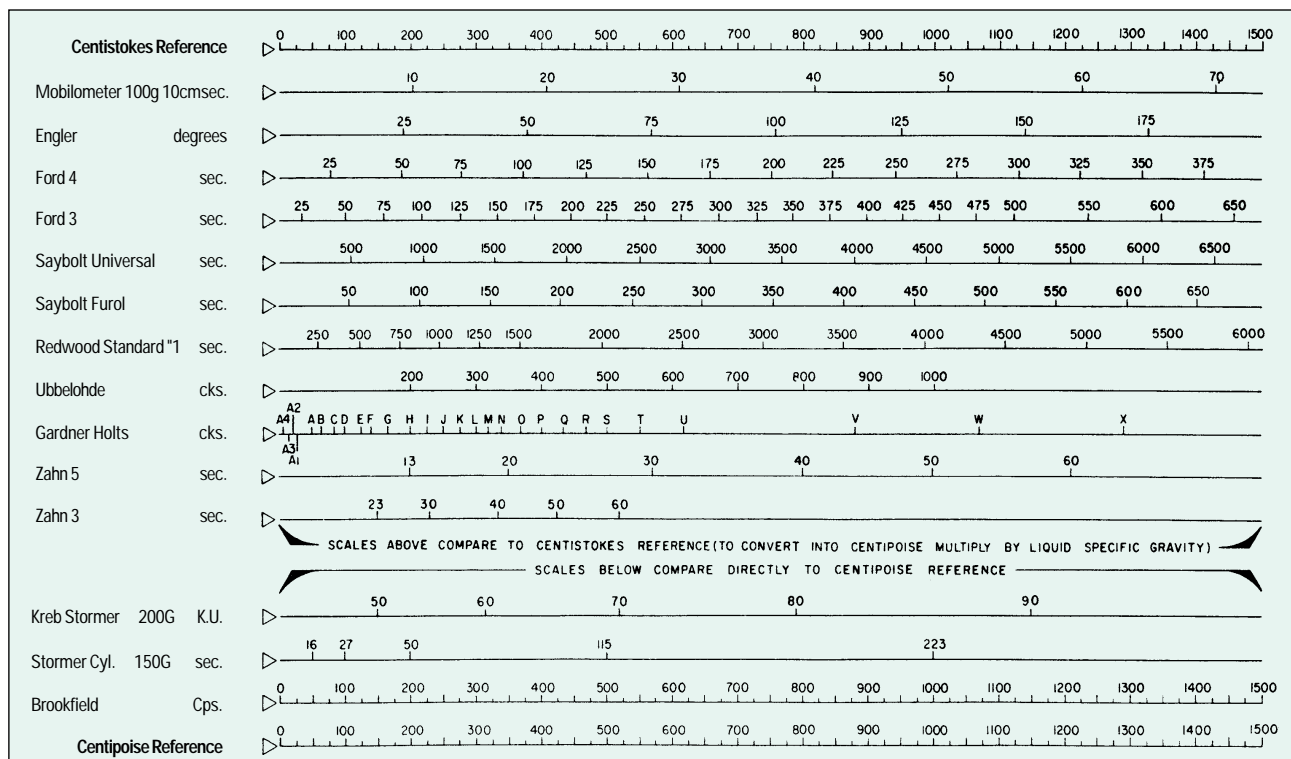 Centistokes Reference 0 100 200 300 400 500 600 700 800 900 1000 1100 1200 1300 1400 1500
Mobilometer 100g 10cmsec. 10 20 30 40 50 60 70
Engler degrees 25 50 75 100 125 150 175
Ford 4 sec. 25 50 75 100 125 150 175 200 225 250 275 300 325 350 375
Ford 3 sec. 25 50 75 100 125 150 175 200 225 250 275 300 325 350 375 400 425 450 475 500 550 600 650
Saybolt Universal sec. 500 1000 1500 2000 2500 3000 3500 4000 4500 5000 5500 6000 6500
Saybolt Furol sec. 50 100 150 200 250 300 350 400 450 500 550 600 650
Redwood Standard "1 sec. 250 500 750 1000 1250 1500 2000 2500 3000 3500 4000 4500 5000 5500 6000
Ubbelohde cks. 200 300 400 500 600 700 800 900 1000
A2
Gardner Holts cks. A4 A B C D E F G H I J K L M N O P Q R S T U V W X
A3
A1
Zahn 5 sec. 13 20 30 40 50 60
Zahn 3 sec. 23 30 40 50 60
SCALES ABOVE COMPARE TO CENTISTOKES REFERENCE (TO CONVERT INTO CENTIPOISE MULTIPLY BY LIQUID SPECIFIC GRAVITY)
SCALES BELOW COMPARE DIRECTLY TO CENTIPOISE REFERENCE
Kreb Stormer 200G K.U. 50 60 70 80 90
Stormer Cyl. 150G sec. 16 27 50 115 223
Brookfield Cps. 0 100 200 300 400 500 600 700 800 900 1000 1100 1200 1300 1400 1500
Centipoise Reference 0 100 200 300 400 500 600 700 800 900 1000 1100 1200 1300 1400 1500